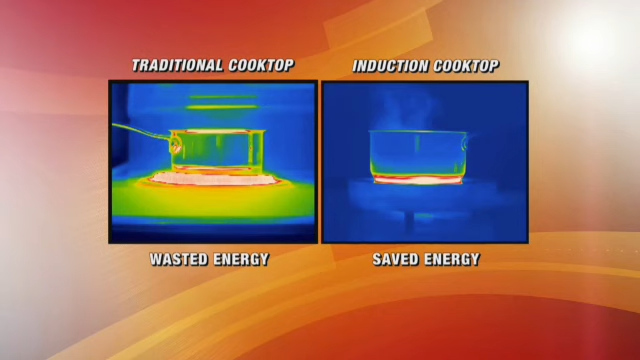 TRADITIONAL COOKTOP
INDUCTION COOKTOP
WASTED ENERGY
SAVED ENERGY